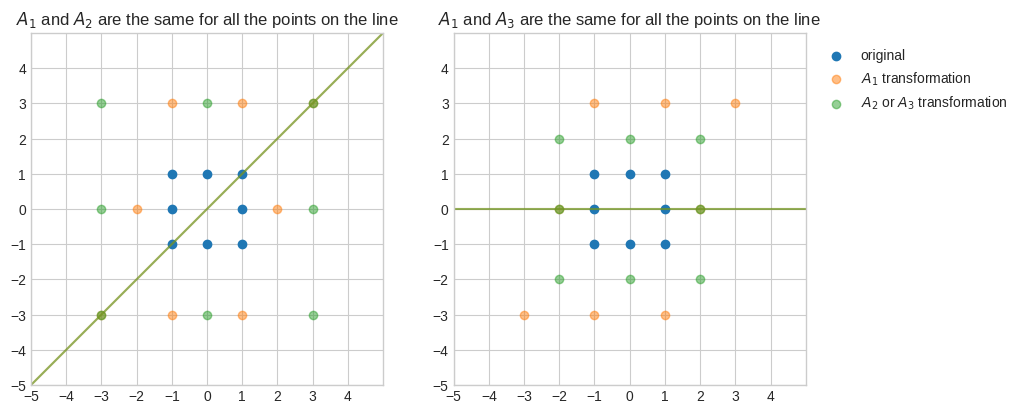 A₁ and A₂ are the same for all the points on the line
4
3
2
1
0
−1
−2
−3
−4
−5
−5 −4 −3 −2 −1 0 1 2 3 4
A₁ and A₃ are the same for all the points on the line
4
3
2
1
0
−1
−2
−3
−4
−5
−5 −4 −3 −2 −1 0 1 2 3 4
original
A₁ transformation
A₂ or A₃ transformation